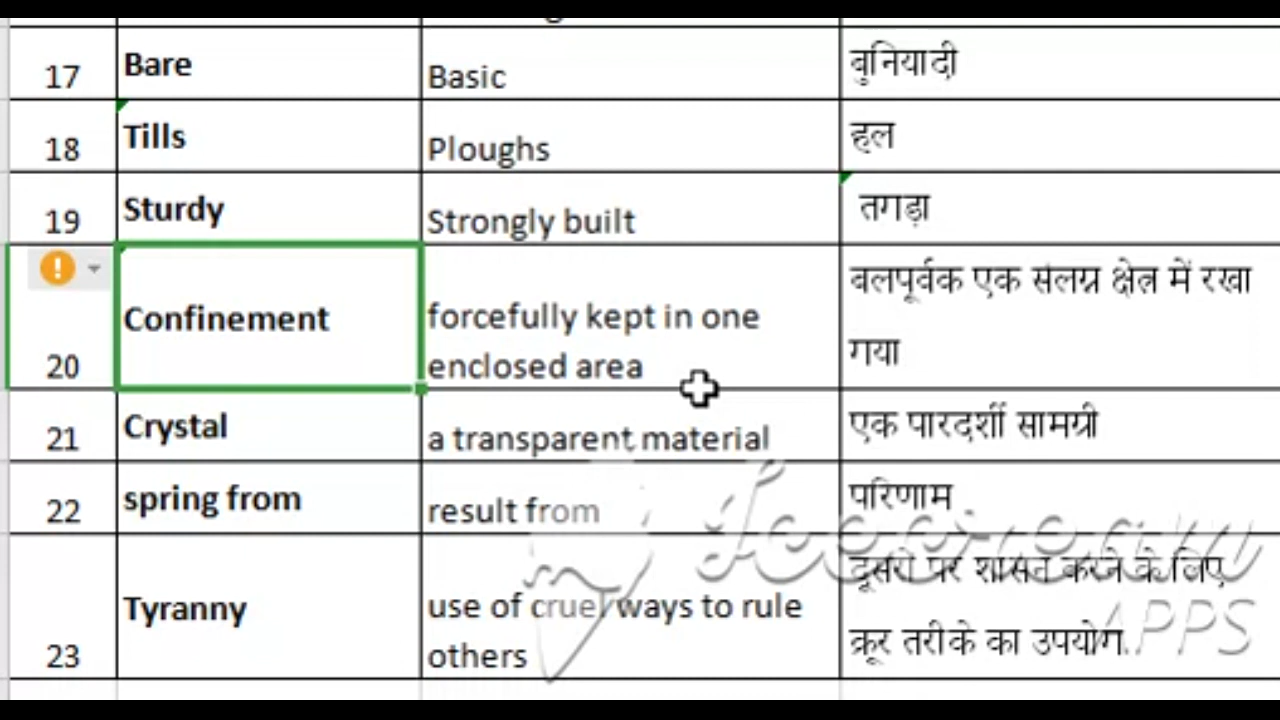 17 Bare Basic बुनियादी
18 Tills Ploughs हल
19 Sturdy Strongly built तगड़ा
20 Confinement forcefully kept in one enclosed area बलपूर्वक एक संलग्न क्षेत्र में रखा गया
21 Crystal a transparent material एक पारदर्शी सामग्री
22 spring from result from परिणाम
23 Tyranny use of cruel ways to rule others दूसरों पर शासन करने के लिए क्रूर तरीके का उपयोग
APPS